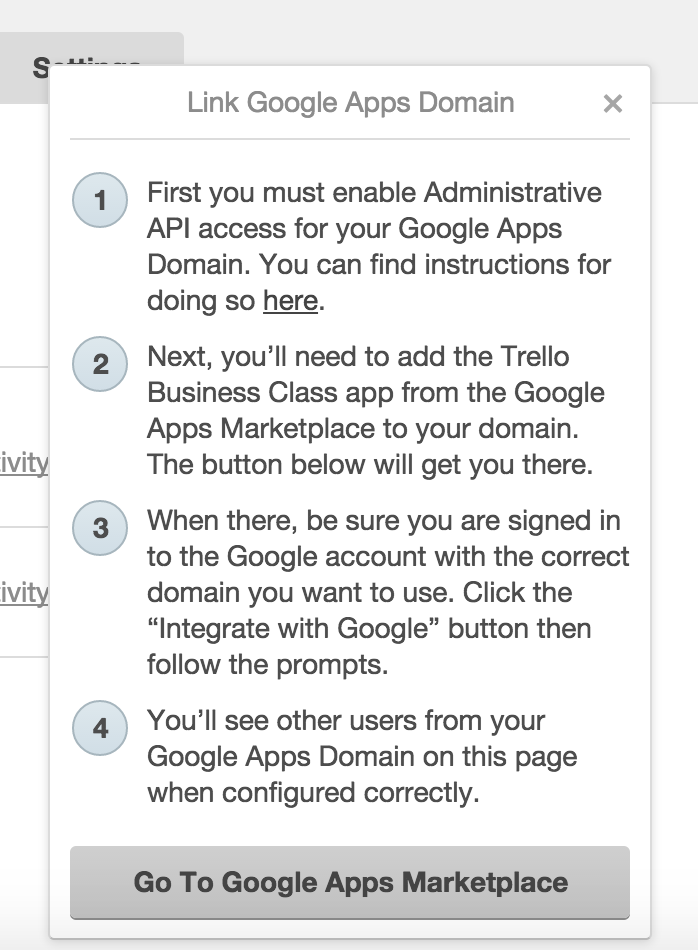 Settings
Link Google Apps Domain ×
1 First you must enable Administrative
API access for your Google Apps
Domain. You can find instructions for
doing so here.
2 Next, you’ll need to add the Trello
Business Class app from the Google
Apps Marketplace to your domain.
The button below will get you there.
ivity
3 When there, be sure you are signed in
to the Google account with the correct
domain you want to use. Click the
“Integrate with Google” button then
follow the prompts.
ivity
4 You’ll see other users from your
Google Apps Domain on this page
when configured correctly.
Go To Google Apps Marketplace